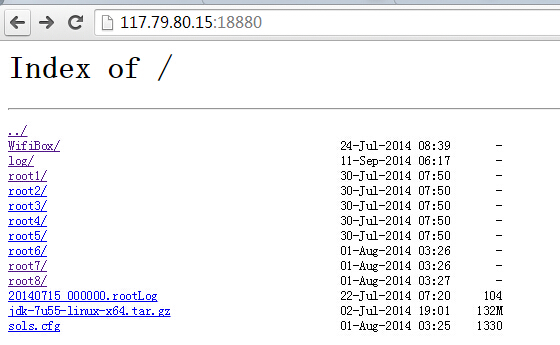 117.79.80.15:18880
Index of /
../
WifiBox/ 24-Jul-2014 08:39 -
log/ 11-Sep-2014 06:17 -
root1/ 30-Jul-2014 07:50 -
root2/ 30-Jul-2014 07:50 -
root3/ 30-Jul-2014 07:50 -
root4/ 30-Jul-2014 07:50 -
root5/ 30-Jul-2014 07:50 -
root6/ 01-Aug-2014 03:26 -
root7/ 01-Aug-2014 03:26 -
root8/ 01-Aug-2014 03:27 -
20140715_000000.rootLog 22-Jul-2014 07:20 104
jdk-7u55-linux-x64.tar.gz 02-Jul-2014 19:01 132M
sols.cfg 01-Aug-2014 03:25 1330